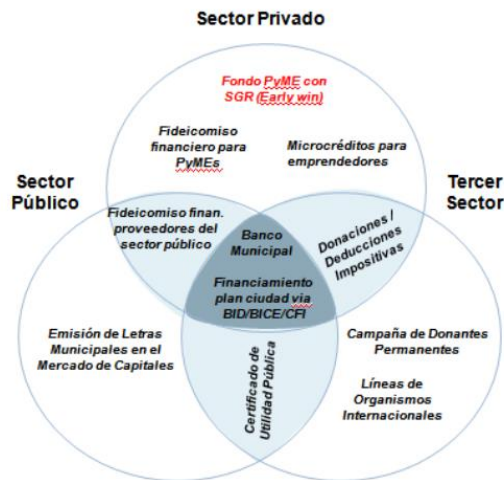 Sector Privado
Fondo PyME con
SGR (Early win)
Fideicomiso
financiero para
PyMEs
Microcréditos para
emprendedores
Sector
Público
Tercer
Sector
Fideicomiso finan.
proveedores del
sector público
Banco
Municipal
Donaciones /
Deducciones
Impositivas
Financiamiento
plan ciudad via
BID/BICE/CFI
Emisión de Letras
Municipales en el
Mercado de Capitales
Certificado de
Utilidad Pública
Campaña de Donantes
Permanentes
Líneas de
Organismos
Internacionales